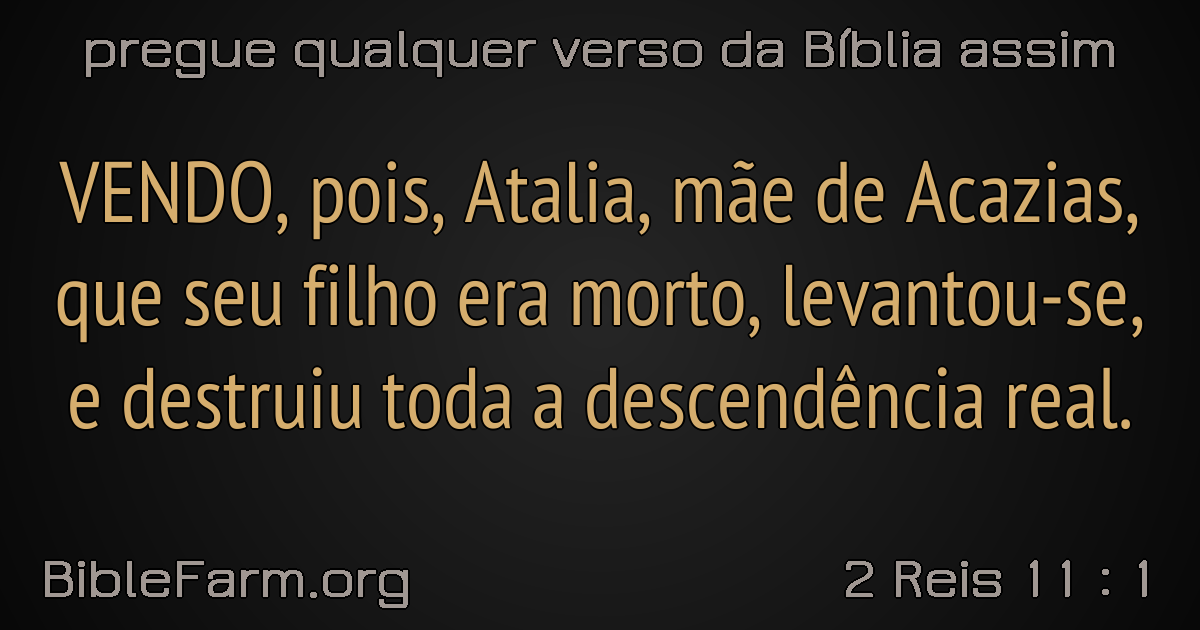 pregue qualquer verso da Bíblia assim
VENDO, pois, Atalia, mãe de Acazias,
que seu filho era morto, levantou-se,
e destruiu toda a descendência real.
BibleFarm.org
2 Reis 11 : 1